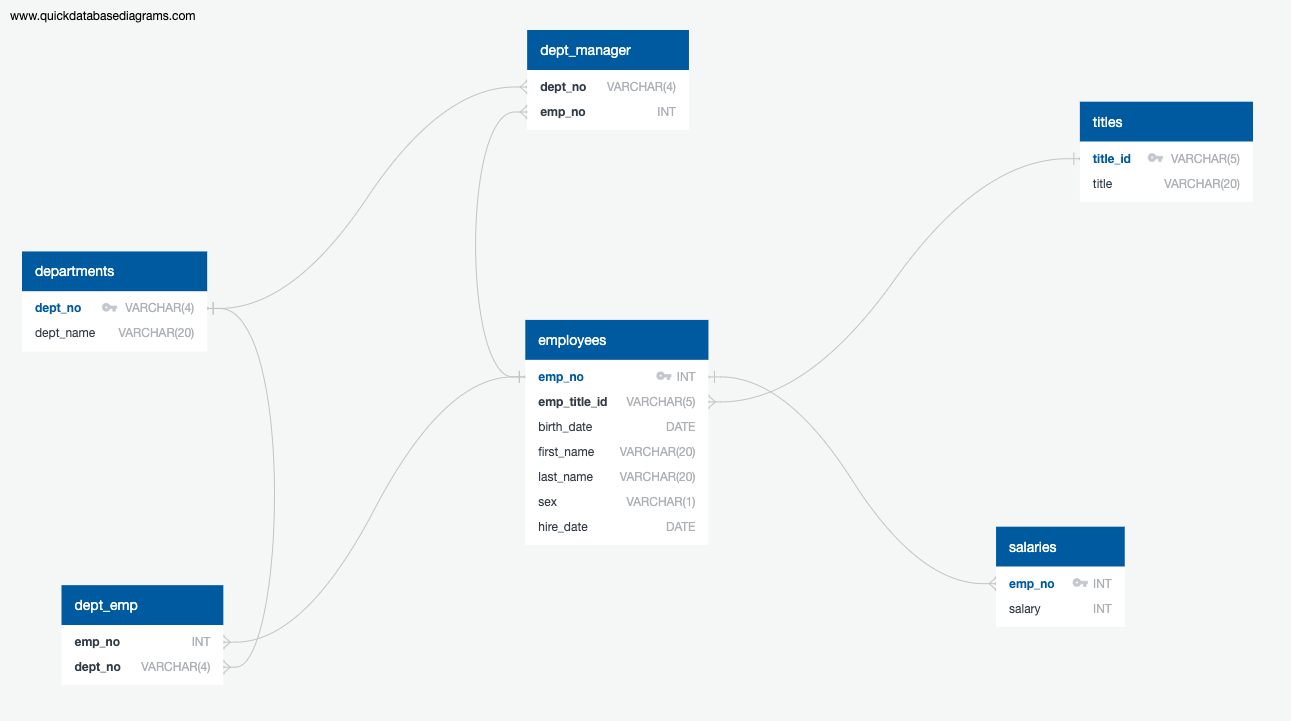 www.quickdatabasediagrams.com
dept_manager
dept_no VARCHAR(4)
emp_no INT
titles
title_id VARCHAR(5)
title VARCHAR(20)
departments
dept_no VARCHAR(4)
dept_name VARCHAR(20)
employees
emp_no INT
emp_title_id VARCHAR(5)
birth_date DATE
first_name VARCHAR(20)
last_name VARCHAR(20)
sex VARCHAR(1)
hire_date DATE
salaries
emp_no INT
salary INT
dept_emp
emp_no INT
dept_no VARCHAR(4)